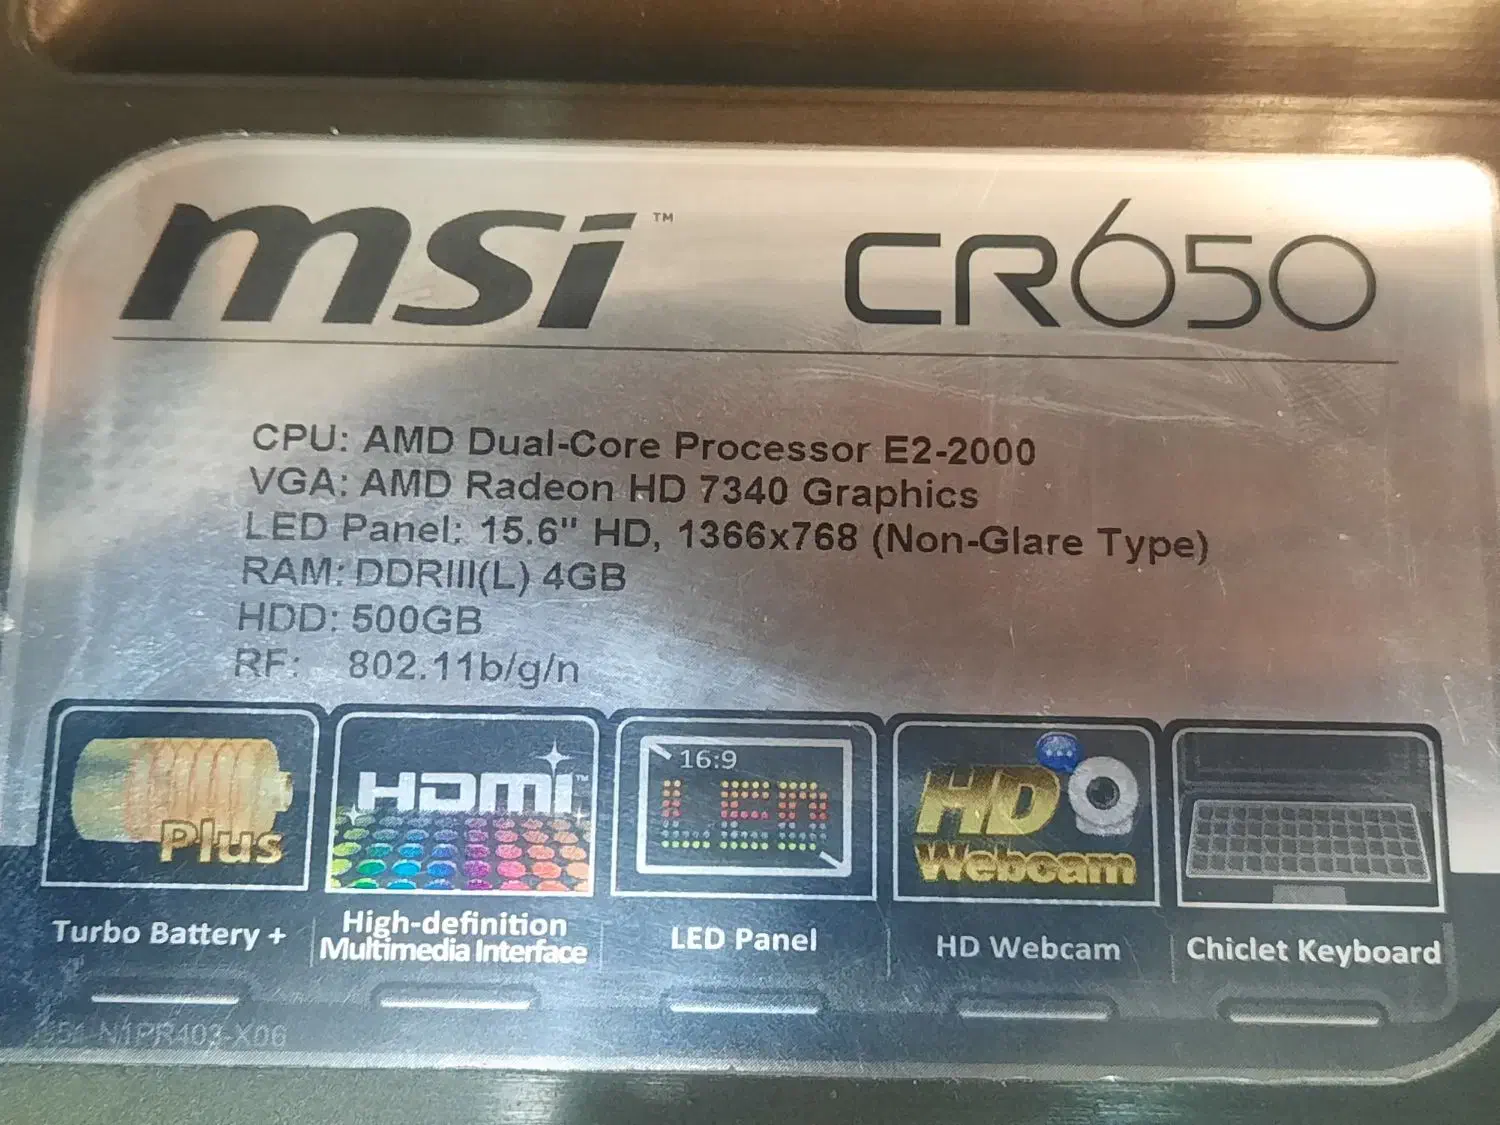 msi™ CR650
CPU: AMD Dual-Core Processor E2-2000
VGA: AMD Radeon HD 7340 Graphics
LED Panel: 15.6" HD, 1366x768 (Non-Glare Type)
RAM: DDRIII(L) 4GB
HDD: 500GB
RF: 802.11b/g/n
Plus
HDMI™
16:9
LED
HD
Webcam
Turbo Battery +
High-definition
Multimedia Interface
LED Panel
HD Webcam
Chiclet Keyboard